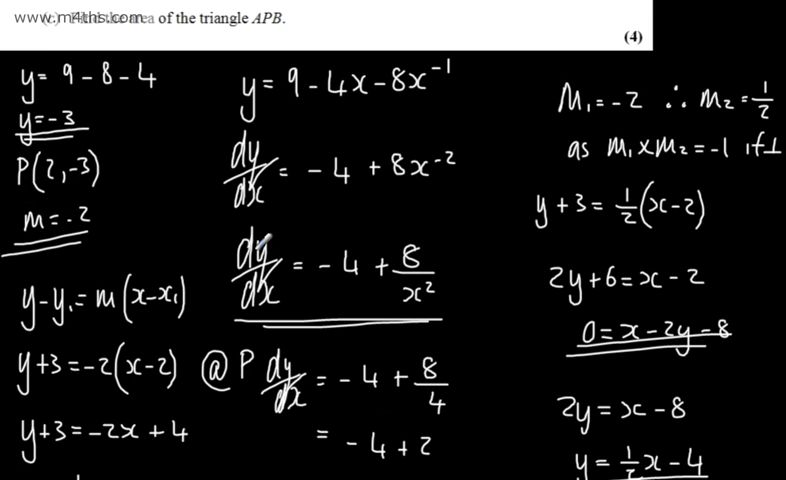 www.m4ths.com
(c) Find the area of the triangle APB.
(4)
y = 9 - 8 - 4
y = -3
P(2, -3)
m = -2
y - y₁ = m(x - x₁)
y + 3 = -2(x - 2)
y + 3 = -2x + 4
y = 9 - 4x - 8x⁻¹
dy/dx = -4 + 8x⁻²
dy/dx = -4 + 8/x²
@ P dy/dx = -4 + 8/4
= -4 + 2
M₁ = -2 ∴ m₂ = 1/2
as m₁ x m₂ = -1 if ⊥
y + 3 = 1/2(x - 2)
2y + 6 = x - 2
0 = x - 2y - 8
2y = x - 8
y = 1/2x - 4